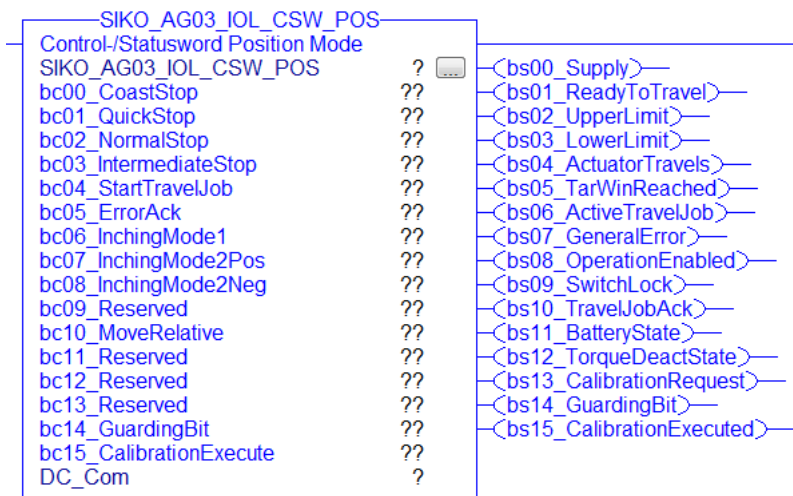 SIKO_AG03_IOL_CSW_POS
Control-/Statusword Position Mode
SIKO_AG03_IOL_CSW_POS ? ... bs00_Supply
bc00_CoastStop ?? bs01_ReadyToTravel
bc01_QuickStop ?? bs02_UpperLimit
bc02_NormalStop ?? bs03_LowerLimit
bc03_IntermediateStop ?? bs04_ActuatorTravels
bc04_StartTravelJob ?? bs05_TarWinReached
bc05_ErrorAck ?? bs06_ActiveTravelJob
bc06_InchingMode1 ?? bs07_GeneralError
bc07_InchingMode2Pos ?? bs08_OperationEnabled
bc08_InchingMode2Neg ?? bs09_SwitchLock
bc09_Reserved ?? bs10_TravelJobAck
bc10_MoveRelative ?? bs11_BatteryState
bc11_Reserved ?? bs12_TorqueDeactState
bc12_Reserved ?? bs13_CalibrationRequest
bc13_Reserved ?? bs14_GuardingBit
bc14_GuardingBit ?? bs15_CalibrationExecuted
bc15_CalibrationExecute ??
DC_Com ?